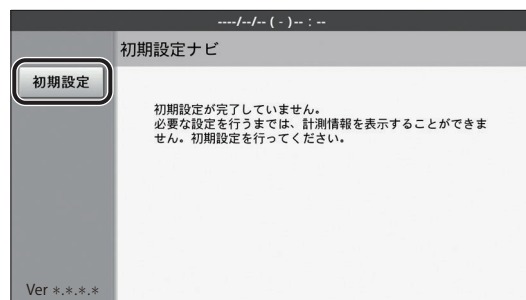 ----/--/-- ( - )-- : --
初期設定ナビ
初期設定
初期設定が完了していません。
必要な設定を行うまでは、計測情報を表示することができま
せん。初期設定を行ってください。
Ver *.*.*.*